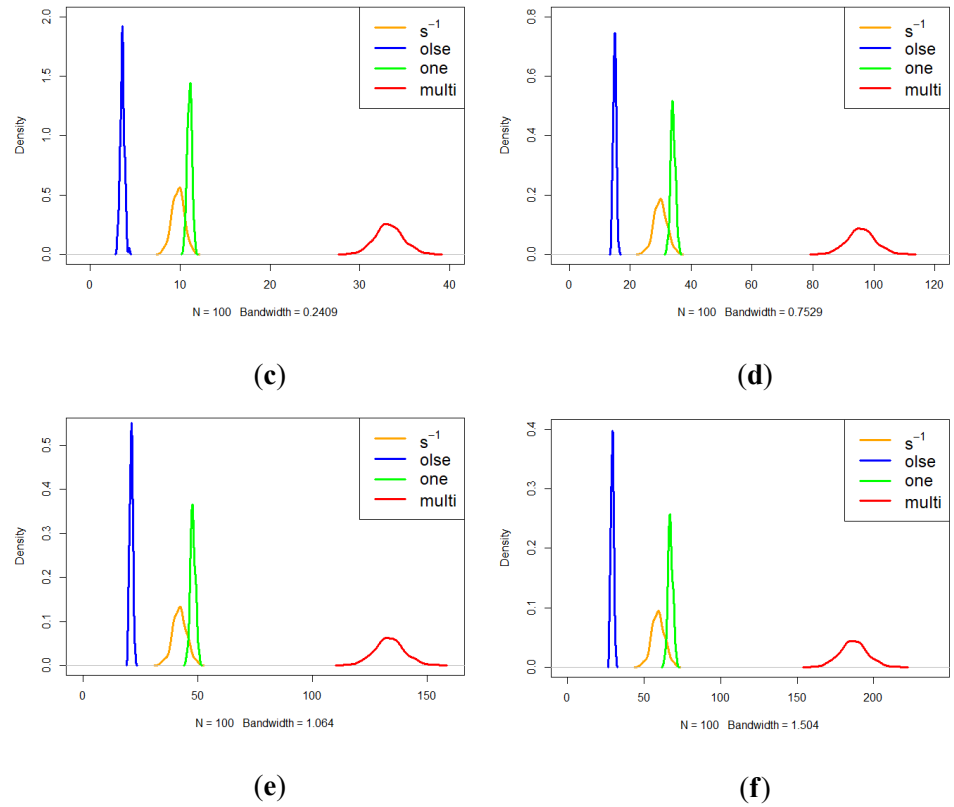 Density
0.0
0.5
1.0
1.5
2.0
0 10 20 30 40
s⁻¹
olse
one
multi
N = 100 Bandwidth = 0.2409
(c)
Density
0.0
0.2
0.4
0.6
0.8
0 20 40 60 80 100 120
s⁻¹
olse
one
multi
N = 100 Bandwidth = 0.7529
(d)
Density
0.0
0.1
0.2
0.3
0.4
0.5
0 50 100 150
s⁻¹
olse
one
multi
N = 100 Bandwidth = 1.064
(e)
Density
0.0
0.1
0.2
0.3
0.4
0 50 100 150 200
s⁻¹
olse
one
multi
N = 100 Bandwidth = 1.504
(f)